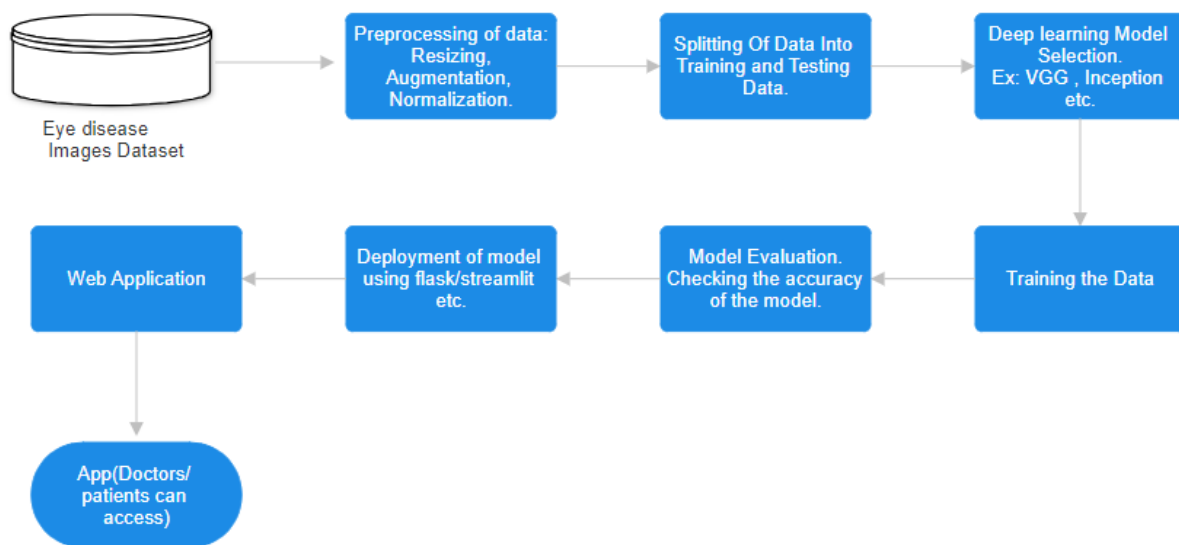 Eye disease
Images Dataset
Preprocessing of data:
Resizing,
Augmentation,
Normalization.
Splitting Of Data Into
Training and Testing
Data.
Deep learning Model
Selection.
Ex: VGG , Inception
etc.
Training the Data
Model Evaluation.
Checking the accuracy
of the model.
Deployment of model
using flask/streamlit
etc.
Web Application
App(Doctors/
patients can
access)